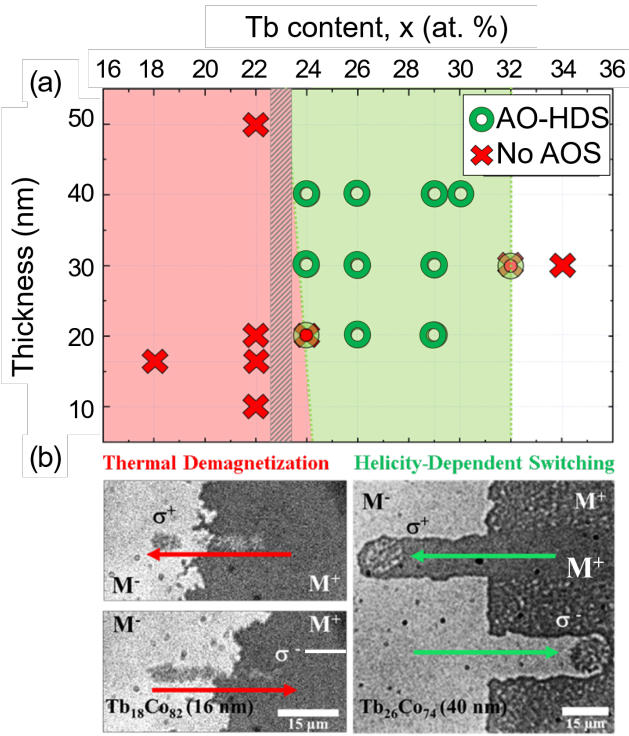 Tb content, x (at. %)
(a)
16 18 20 22 24 26 28 30 32 34 36
Thickness (nm)
50
40
30
20
10
AO-HDS
No AOS
(b)
Thermal Demagnetization
Helicity-Dependent Switching
σ⁺
M⁻
M⁺
M⁻
M⁺
σ⁻
Tb₁₈Co₈₂ (16 nm)
15 µm
M⁻
M⁺
σ⁺
M⁺
σ⁻
Tb₂₆Co₇₄ (40 nm)
15 µm